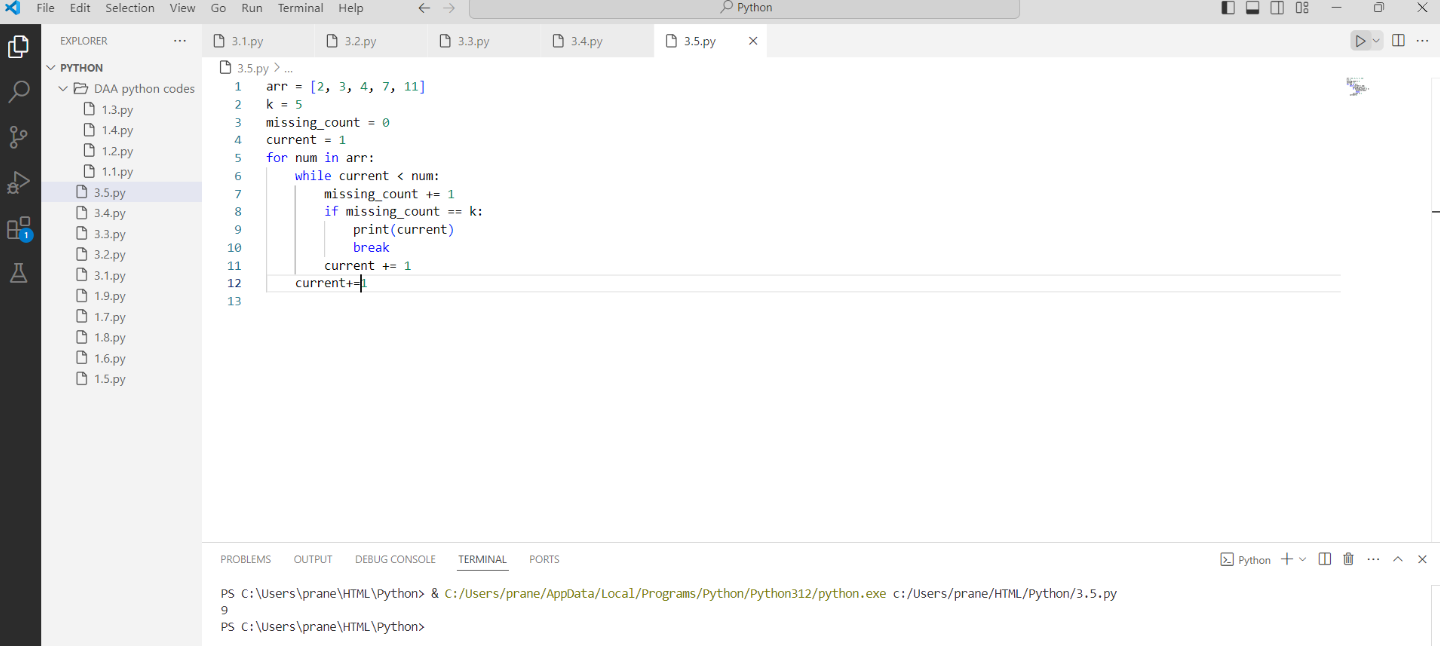 File Edit Selection View Go Run Terminal Help Python
EXPLORER
3.1.py 3.2.py 3.3.py 3.4.py 3.5.py
PYTHON
DAA python codes
1.3.py
1.4.py
1.2.py
1.1.py
3.5.py
3.4.py
3.3.py
3.2.py
3.1.py
1.9.py
1.7.py
1.8.py
1.6.py
1.5.py
1
3.5.py > ...
1 arr = [2, 3, 4, 7, 11]
2 k = 5
3 missing_count = 0
4 current = 1
5 for num in arr:
6     while current < num:
7         missing_count += 1
8         if missing_count == k:
9             print(current)
10             break
11         current += 1
12     current+=1
13
PROBLEMS OUTPUT DEBUG CONSOLE TERMINAL PORTS Python
PS C:\Users\prane\HTML\Python> & C:/Users/prane/AppData/Local/Programs/Python/Python312/python.exe c:/Users/prane/HTML/Python/3.5.py
9
PS C:\Users\prane\HTML\Python>